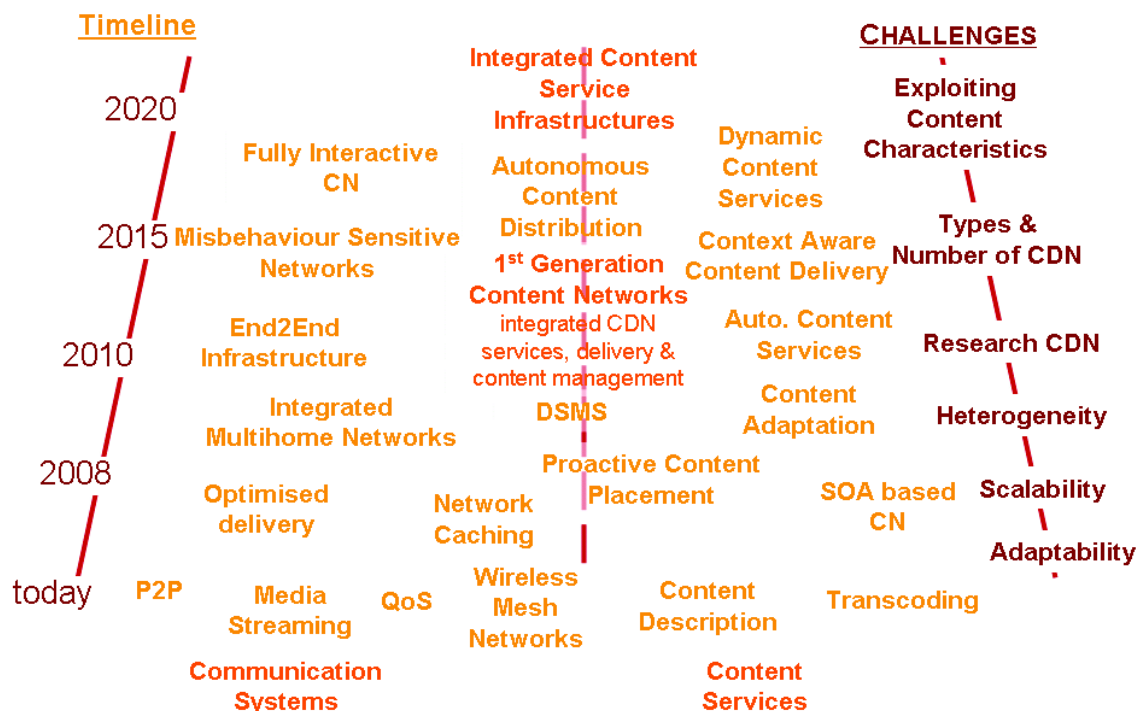 Timeline
CHALLENGES
Integrated Content
Service
Infrastructures
Exploiting
Content
Characteristics
2020
Fully Interactive
CN
Autonomous
Content
Distribution
Dynamic
Content
Services
2015
Misbehaviour Sensitive
Networks
1st Generation
Content Networks
integrated CDN
services, delivery &
content management
Context Aware
Content Delivery
Types &
Number of CDN
2010
End2End
Infrastructure
Auto. Content
Services
Research CDN
Integrated
Multihome Networks
DSMS
Content
Adaptation
Heterogeneity
2008
Optimised
delivery
Network
Caching
Proactive Content
Placement
SOA based
CN
Scalability
Adaptability
today
P2P
Media
Streaming
QoS
Wireless
Mesh
Networks
Content
Description
Transcoding
Communication
Systems
Content
Services